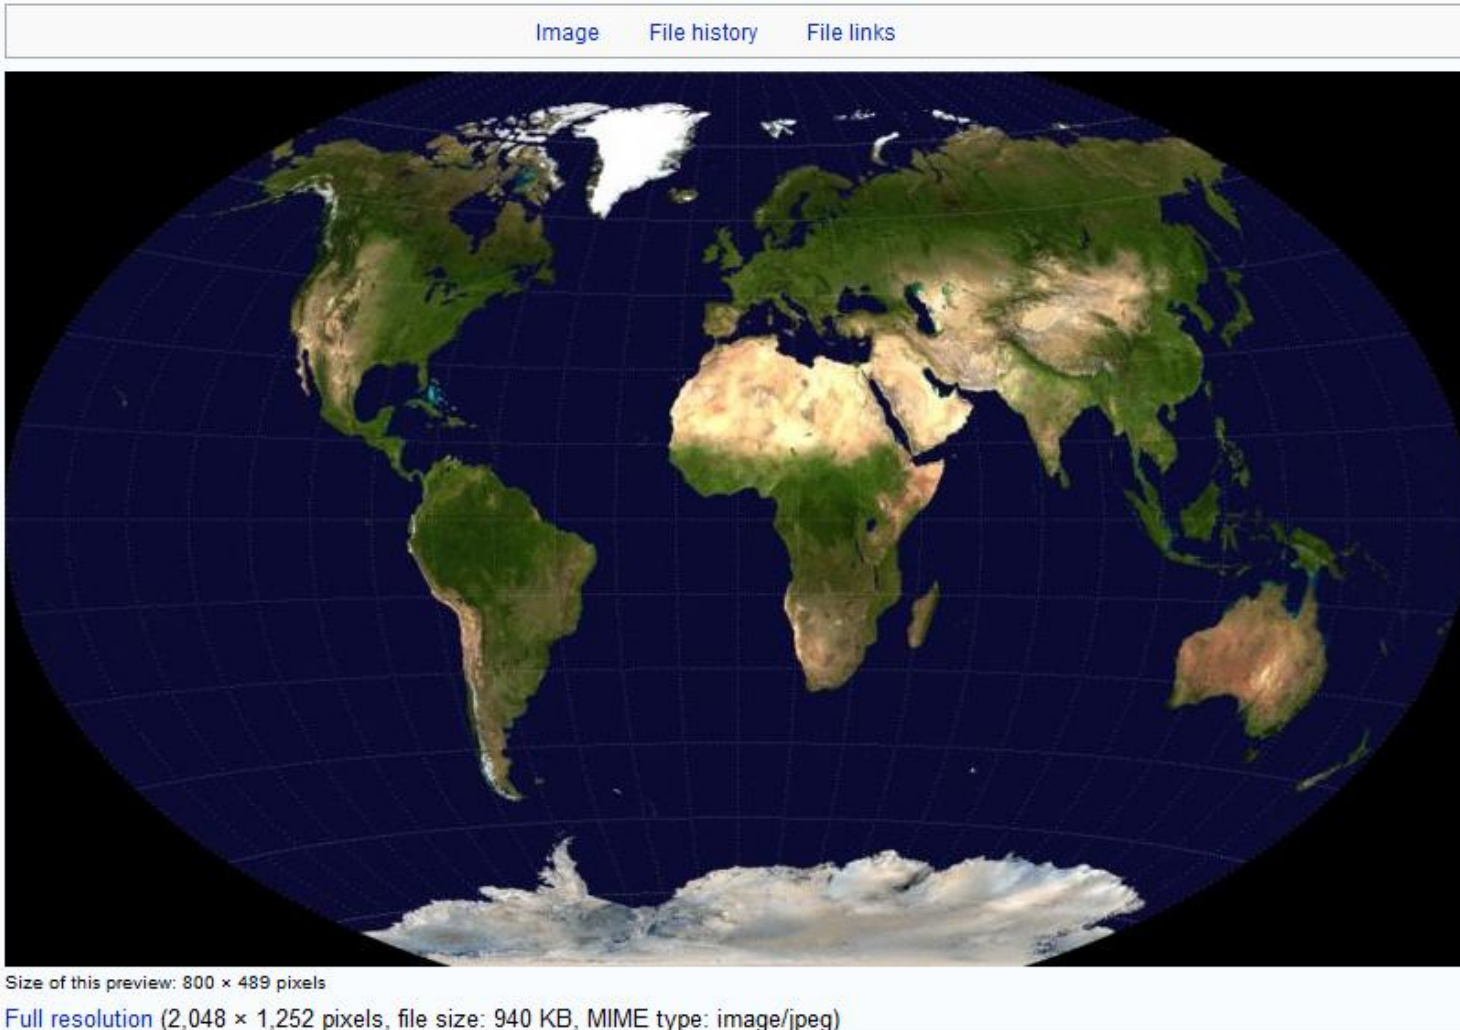 Image File history File links
Size of this preview: 800 × 489 pixels
Full resolution (2,048 × 1,252 pixels, file size: 940 KB, MIME type: image/jpeg)